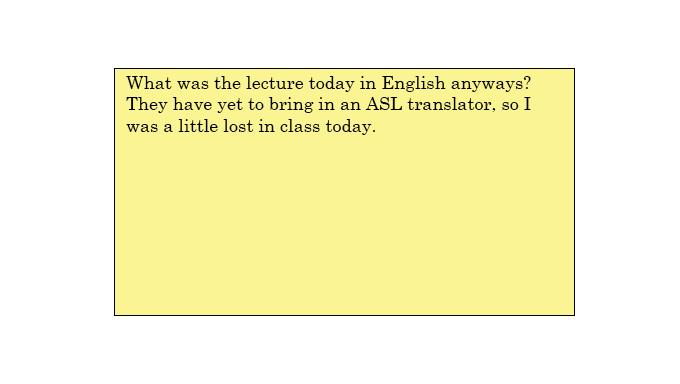 What was the lecture today in English anyways?
They have yet to bring in an ASL translator, so I
was a little lost in class today.